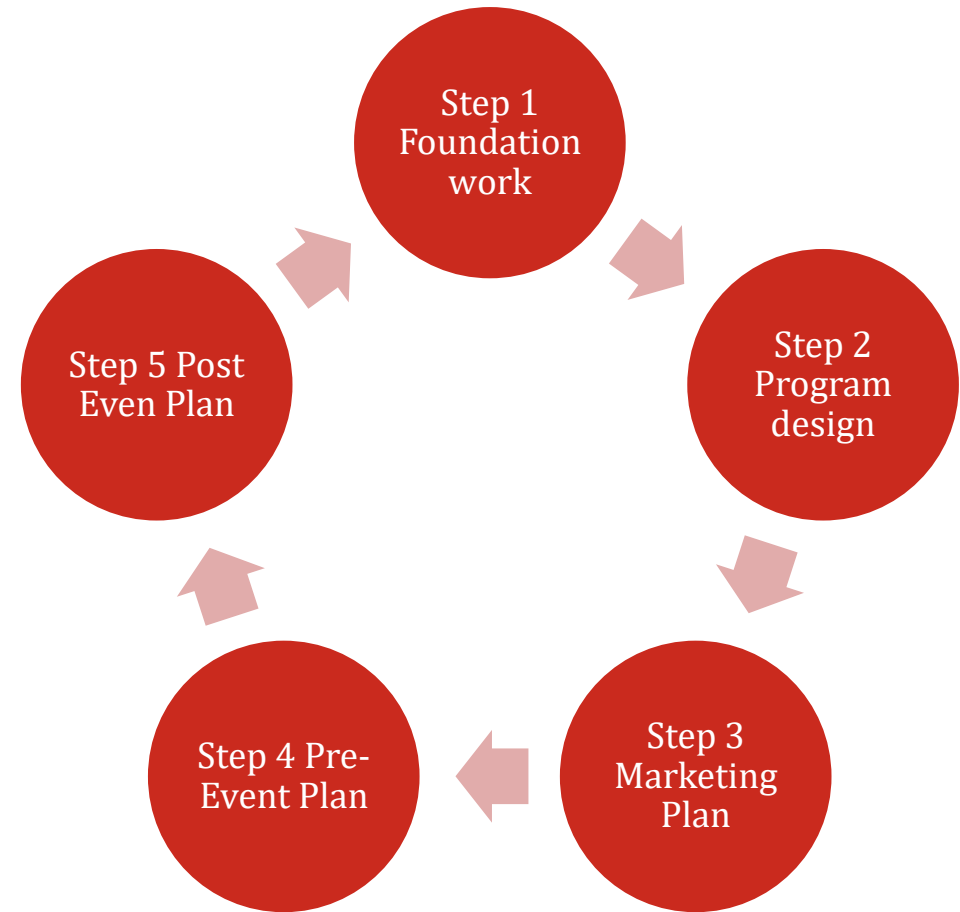 Step 1
Foundation
work
Step 2
Program
design
Step 3
Marketing
Plan
Step 4 Pre-
Event Plan
Step 5 Post
Even Plan